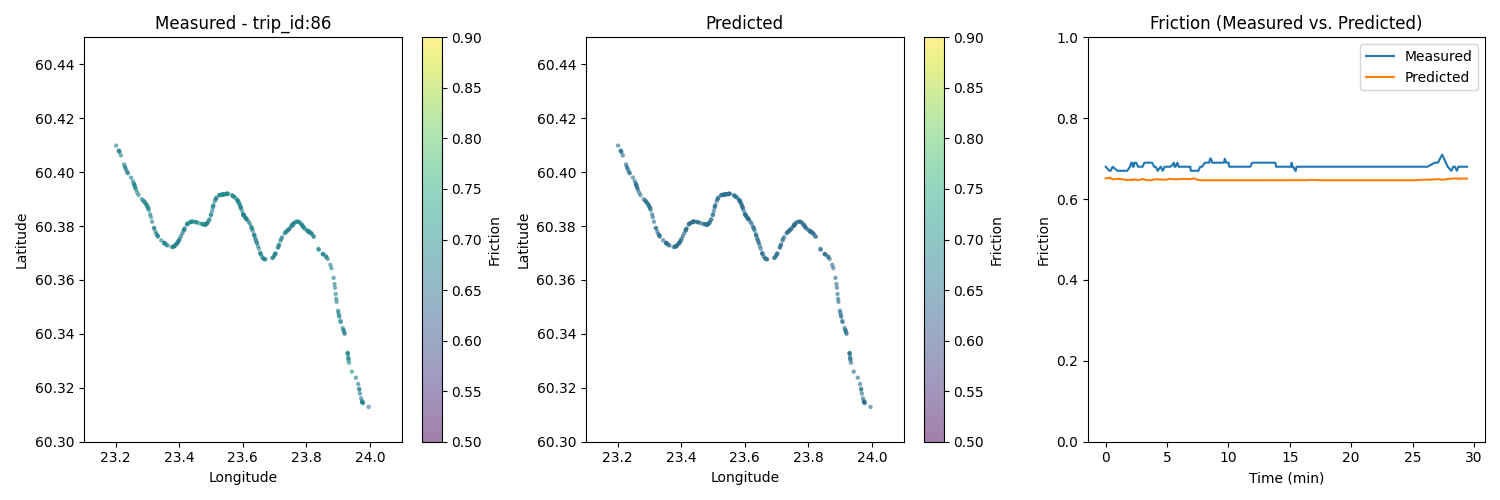 Measured - trip_id:86
60.44
60.42
60.40
60.38
60.36
60.34
60.32
60.30
Latitude
23.2 23.4 23.6 23.8 24.0
Longitude
0.90
0.85
0.80
0.75
0.70
0.65
0.60
0.55
0.50
Friction
Predicted
60.44
60.42
60.40
60.38
60.36
60.34
60.32
60.30
Latitude
23.2 23.4 23.6 23.8 24.0
Longitude
0.90
0.85
0.80
0.75
0.70
0.65
0.60
0.55
0.50
Friction
Friction (Measured vs. Predicted)
Measured
Predicted
1.0
0.8
0.6
0.4
0.2
0.0
Friction
0 5 10 15 20 25 30
Time (min)